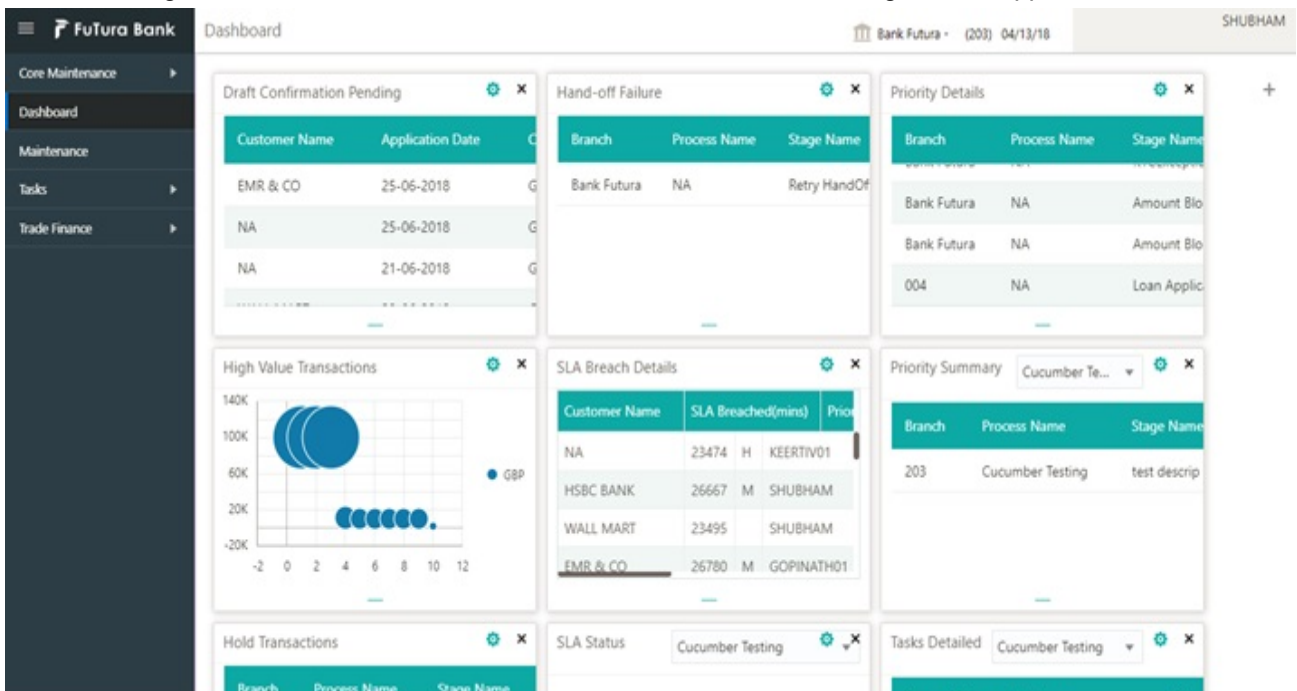 FuTura Bank
Dashboard
Bank Futura - (203) 04/13/18
SHUBHAM
Core Maintenance
Dashboard
Maintenance
Tasks
Trade Finance
Draft Confirmation Pending
Customer Name Application Date
EMR & CO 25-06-2018 G
NA 25-06-2018 G
NA 21-06-2018 G
Hand-off Failure
Branch Process Name Stage Name
Bank Futura NA Retry HandOf
Priority Details
Branch Process Name Stage Name
Bank Futura NA Amount Blo
Bank Futura NA Amount Blo
004 NA Loan Applic
High Value Transactions
140K
100K
60K
20K
-20K
-2 0 2 4 6 8 10 12
GBP
SLA Breach Details
Customer Name SLA Breached(mins) Prior
NA 23474 H KEERTIV01
HSBC BANK 26667 M SHUBHAM
WALL MART 23495 SHUBHAM
EMR & CO 26780 M GOPINATH01
Priority Summary Cucumber Te...
Branch Process Name Stage Name
203 Cucumber Testing test descrip
Hold Transactions
Branch Process Name Stage Name
SLA Status Cucumber Testing
Tasks Detailed Cucumber Testing